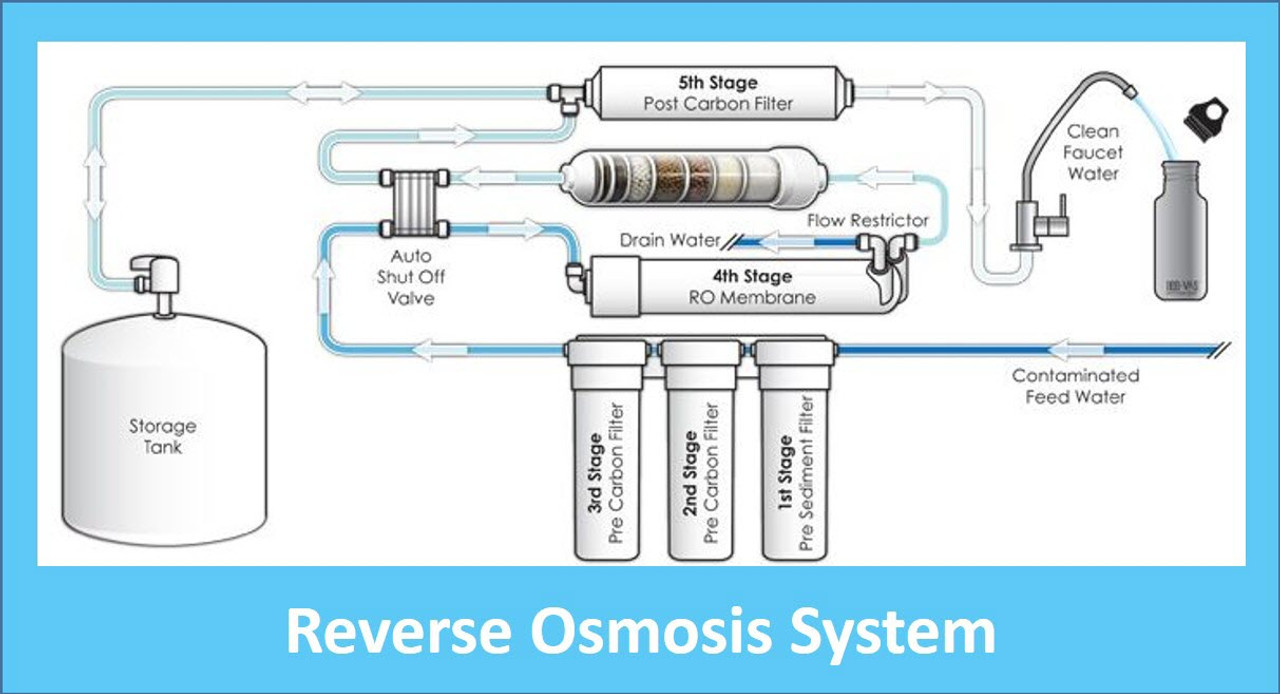 5th Stage
Post Carbon Filter
Clean
Faucet
Water
Flow Restrictor
Drain Water
Auto
Shut Off
Valve
4th Stage
RO Membrane
Contaminated
Feed Water
Storage
Tank
3rd Stage
Pre Carbon Filter
2nd Stage
Pre Carbon Filter
1st Stage
Pre Sediment Filter
Reverse Osmosis System